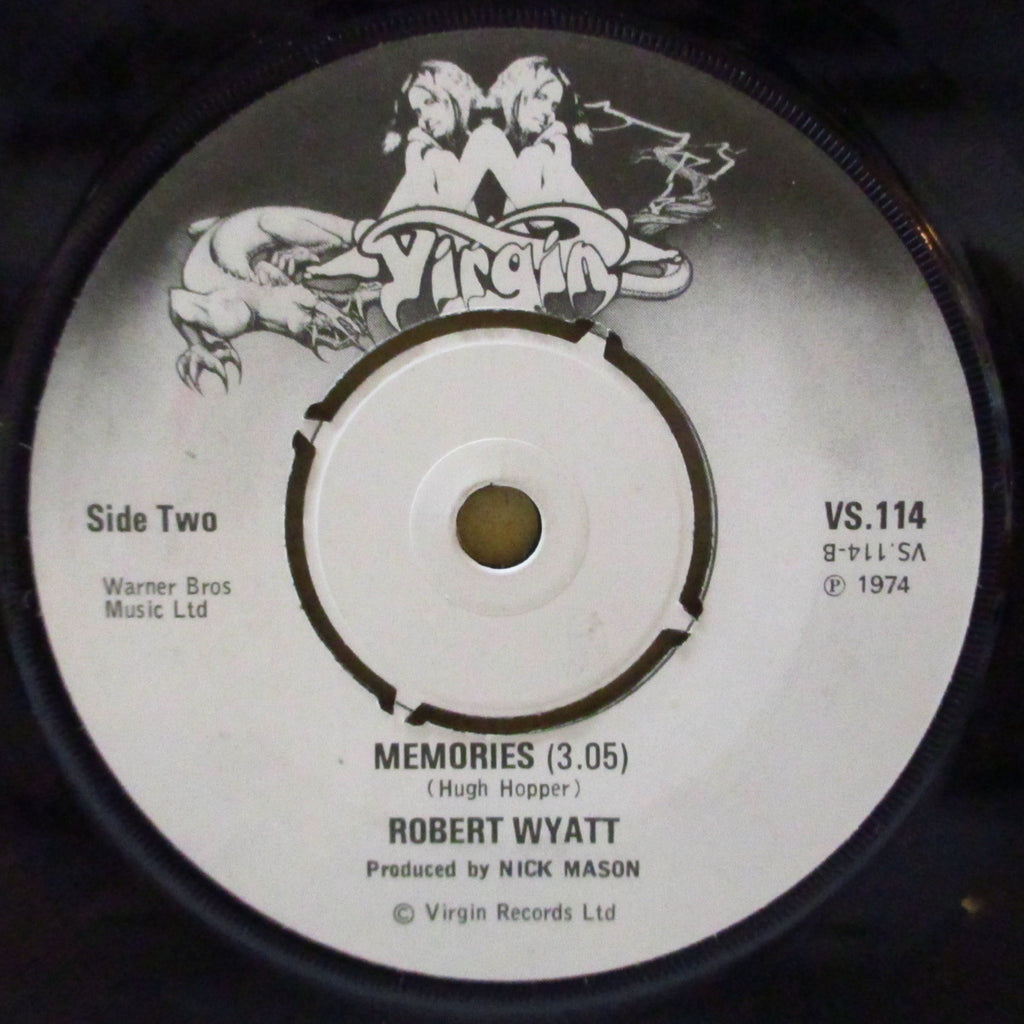 Virgin
Side Two
VS.114
VS.114-B
Ⓟ 1974
Warner Bros
Music Ltd
MEMORIES (3.05)
(Hugh Hopper)
ROBERT WYATT
Produced by NICK MASON
© Virgin Records Ltd